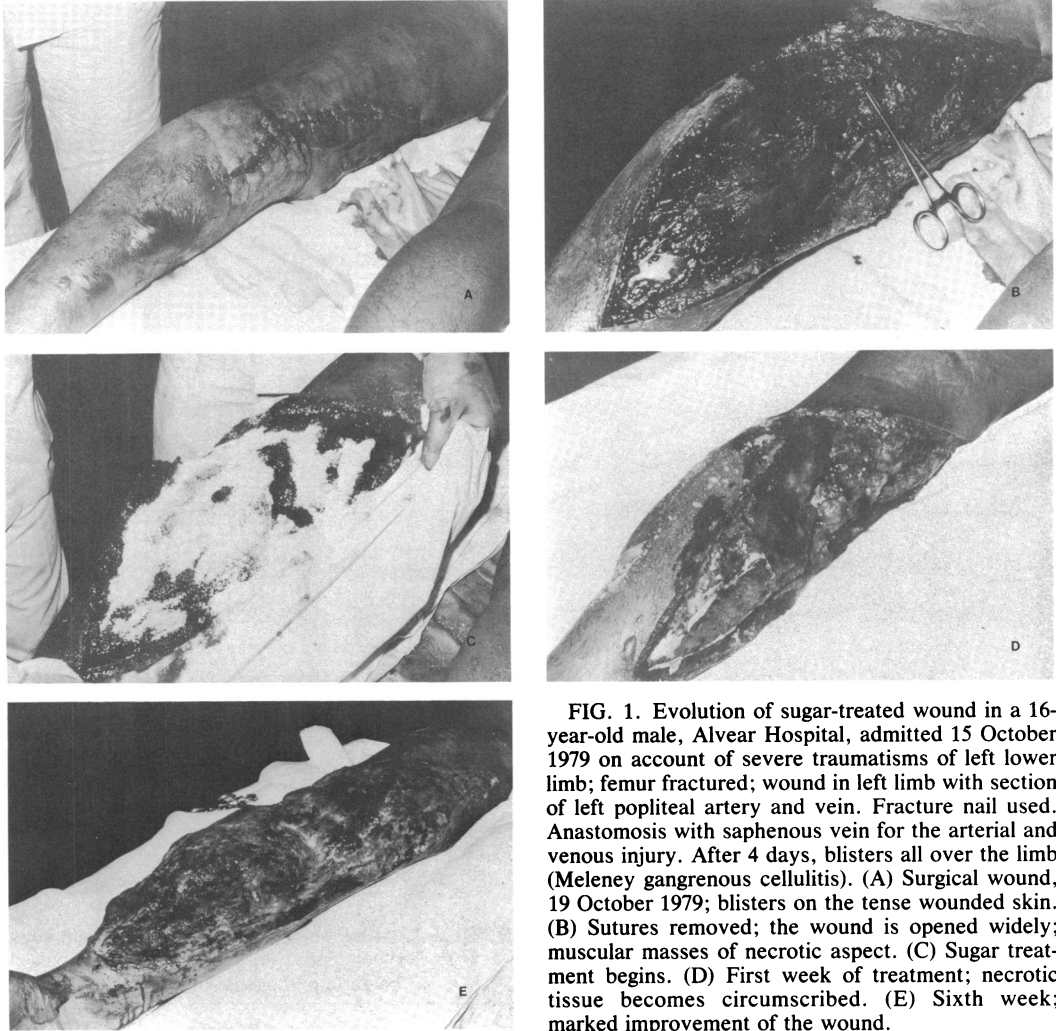 A
B
C
D
E
FIG. 1. Evolution of sugar-treated wound in a 16-
year-old male, Alvear Hospital, admitted 15 October
1979 on account of severe traumatisms of left lower
limb; femur fractured; wound in left limb with section
of left popliteal artery and vein. Fracture nail used.
Anastomosis with saphenous vein for the arterial and
venous injury. After 4 days, blisters all over the limb
(Meleney gangrenous cellulitis). (A) Surgical wound,
19 October 1979; blisters on the tense wounded skin.
(B) Sutures removed; the wound is opened widely;
muscular masses of necrotic aspect. (C) Sugar treat-
ment begins. (D) First week of treatment; necrotic
tissue becomes circumscribed. (E) Sixth week;
marked improvement of the wound.